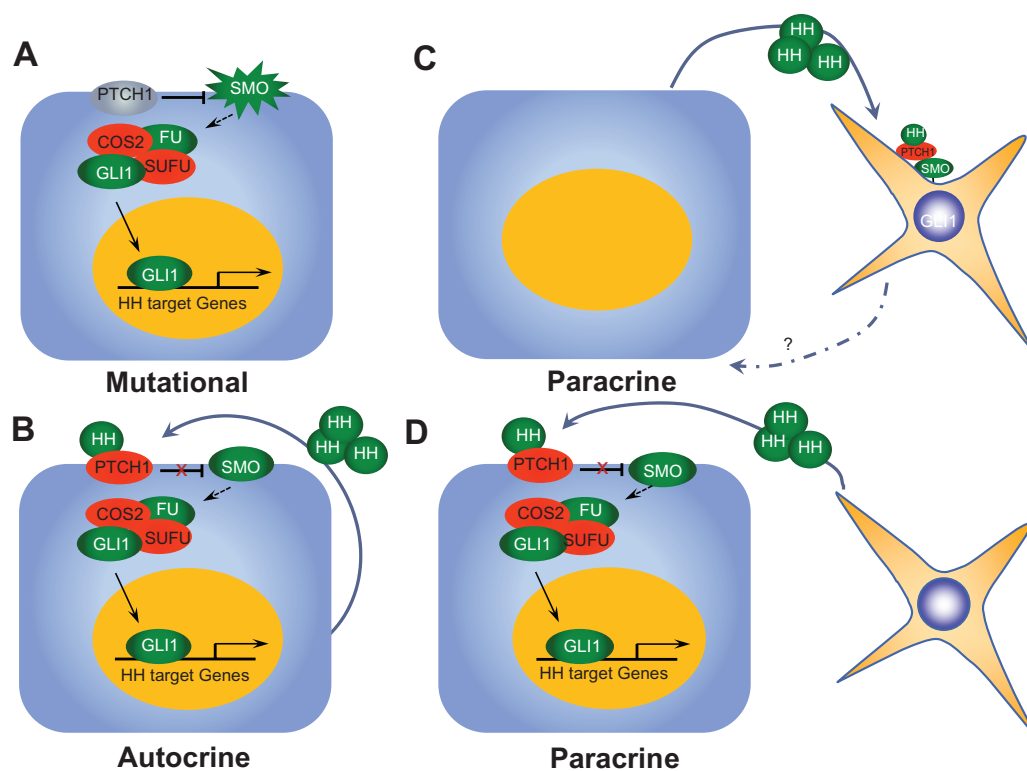 A
PTCH1
SMO
COS2
FU
GLI1
SUFU
GLI1
HH target Genes
Mutational
C
HH
HH
HH
HH
PTCH1
SMO
GLI1
?
Paracrine
B
HH
PTCH1
X
SMO
HH
HH
HH
COS2
FU
GLI1
SUFU
GLI1
HH target Genes
Autocrine
D
HH
PTCH1
X
SMO
HH
HH
HH
COS2
FU
GLI1
SUFU
GLI1
HH target Genes
Paracrine